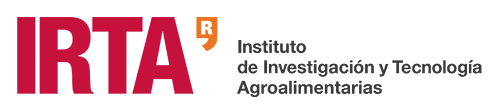 IRTA
R
Instituto
de Investigación y Tecnología
Agroalimentarias